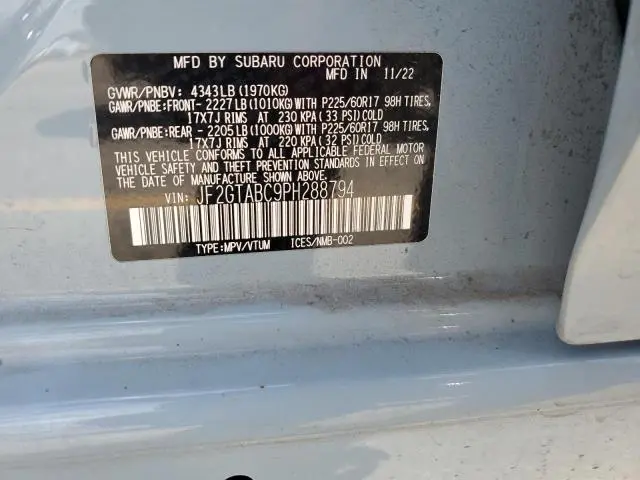 MFD BY SUBARU CORPORATION
MFD IN 11/22
GVWR/PNBV: 4343LB(1970KG)
GAWR/PNBE:FRONT-2227LB(1010KG)WITH P225/60R17 98H TIRES,
17X7J RIMS AT 230 KPA(33 PSI)COLD
GAWR/PNBE:REAR -2205LB(1000KG)WITH P225/60R17 98H TIRES,
17X7J RIMS AT 220 KPA(32 PSI)COLD
THIS VEHICLE CONFORMS TO ALL APPLICABLE FEDERAL MOTOR
VEHICLE SAFETY, BUMPER, AND THEFT PREVENTION STANDARDS
IN EFFECT ON THE DATE OF MANUFACTURE SHOWN ABOVE.
VIN: JF2GTABC9PH288794
TYPE:MPV/VTUM ICES/NMB-002